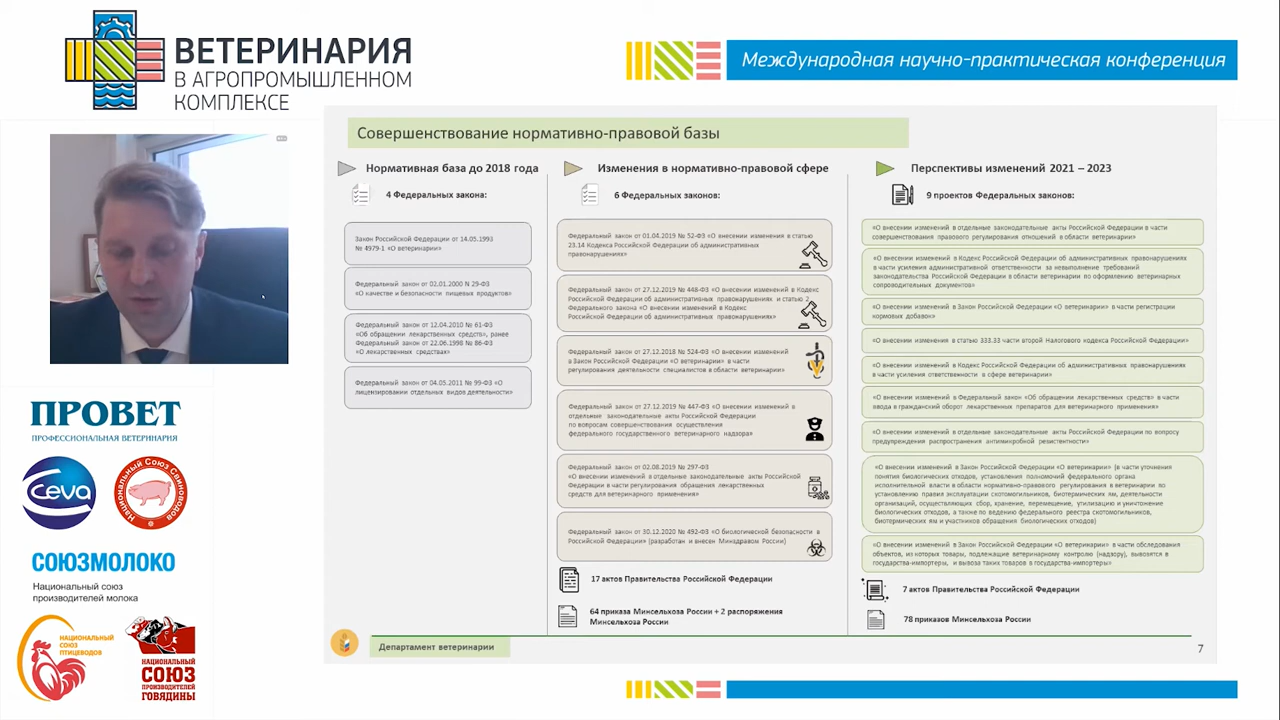 ВЕТЕРИНАРИЯ
В АГРОПРОМЫШЛЕННОМ
КОМПЛЕКСЕ
Международная научно-практическая конференция
Совершенствование нормативно-правовой базы
Нормативная база до 2018 года
4 Федеральных закона:
Закон Российской Федерации от 14.05.1993
№ 4979-1 «О ветеринарии»
Федеральный закон от 02.01.2000 N 29-ФЗ
«О качестве и безопасности пищевых продуктов»
Федеральный закон от 12.04.2010 № 61-ФЗ
«Об обращении лекарственных средств», ранее
Федеральный закон от 22.06.1998 № 86-ФЗ
«О лекарственных средствах»
Федеральный закон от 04.05.2011 № 99-ФЗ «О
лицензировании отдельных видов деятельности»
Изменения в нормативно-правовой сфере
6 Федеральных законов:
Федеральный закон от 01.04.2019 № 52-ФЗ «О внесении изменения в статью
23.14 Кодекса Российской Федерации об административных
правонарушениях»
Федеральный закон от 27.12.2019 № 448-ФЗ «О внесении изменений в Кодекс
Российской Федерации об административных правонарушениях и статью 2
Федерального закона «О внесении изменений в Кодекс
Российской Федерации об административных правонарушениях»
Федеральный закон от 27.12.2018 № 524-ФЗ «О внесении изменений
в Закон Российской Федерации «О ветеринарии» в части
регулирования деятельности специалистов в области ветеринарии»
Федеральный закон от 27.12.2019 № 447-ФЗ «О внесении изменений в
отдельные законодательные акты Российской Федерации
по вопросам совершенствования осуществления
федерального государственного ветеринарного надзора»
Федеральный закон от 02.08.2019 № 297-ФЗ
«О внесении изменений в отдельные законодательные акты Российской
Федерации в части регулирования обращения лекарственных
средств для ветеринарного применения»
Федеральный закон от 30.12.2020 № 492-ФЗ «О биологической безопасности в
Российской Федерации» (разработан и внесен Минздравом России)
17 актов Правительства Российской Федерации
64 приказа Минсельхоза России + 2 распоряжения
Минсельхоза России
Перспективы изменений 2021 – 2023
9 проектов Федеральных законов:
«О внесении изменений в отдельные законодательные акты Российской Федерации в части
совершенствования правового регулирования отношений в области ветеринарии»
«О внесении изменений в Кодекс Российской Федерации об административных правонарушениях
в части усиления административной ответственности за невыполнение требований
законодательства Российской Федерации в области ветеринарии по оформлению ветеринарных
сопроводительных документов»
«О внесении изменений в Закон Российской Федерации «О ветеринарии» в части регистрации
кормовых добавок»
«О внесении изменений в статью 333.33 части второй Налогового кодекса Российской Федерации»
«О внесении изменений в Кодекс Российской Федерации об административных правонарушениях
в части усиления ответственности в сфере ветеринарии»
«О внесении изменений в Федеральный закон «Об обращении лекарственных средств» в части
ввода в гражданский оборот лекарственных препаратов для ветеринарного применения»
«О внесении изменений в отдельные законодательные акты Российской Федерации по вопросу
предупреждения распространения антимикробной резистентности»
«О внесении изменений в Закон Российской Федерации «О ветеринарии» (в части уточнения
понятия биологических отходов, установления полномочий федерального органа
исполнительной власти в области нормативно-правового регулирования в ветеринарии по
установлению правил эксплуатации скотомогильников, биотермических ям, деятельности
организаций, осуществляющих сбор, хранение, перемещение, утилизацию и уничтожение
биологических отходов, а также по ведению федерального реестра скотомогильников,
биотермических ям и участников обращения биологических отходов)
«О внесении изменений в Закон Российской Федерации «О ветеринарии» в части обследования
объектов, из которых товары, подлежащие ветеринарному контролю (надзору), вывозятся в
государства-импортеры, и вывоза таких товаров в государства-импортеры»
7 актов Правительства Российской Федерации
78 приказов Минсельхоза России
Департамент ветеринарии
7
ПРОВЕТ
ПРОФЕССИОНАЛЬНАЯ ВЕТЕРИНАРИЯ
Ceva
Национальный Союз Свиноводов
СОЮЗМОЛОКО
Национальный союз
производителей молока
НАЦИОНАЛЬНЫЙ
СОЮЗ
ПТИЦЕВОДОВ
НАЦИОНАЛЬНЫЙ
СОЮЗ
ПРОИЗВОДИТЕЛЕЙ
ГОВЯДИНЫ